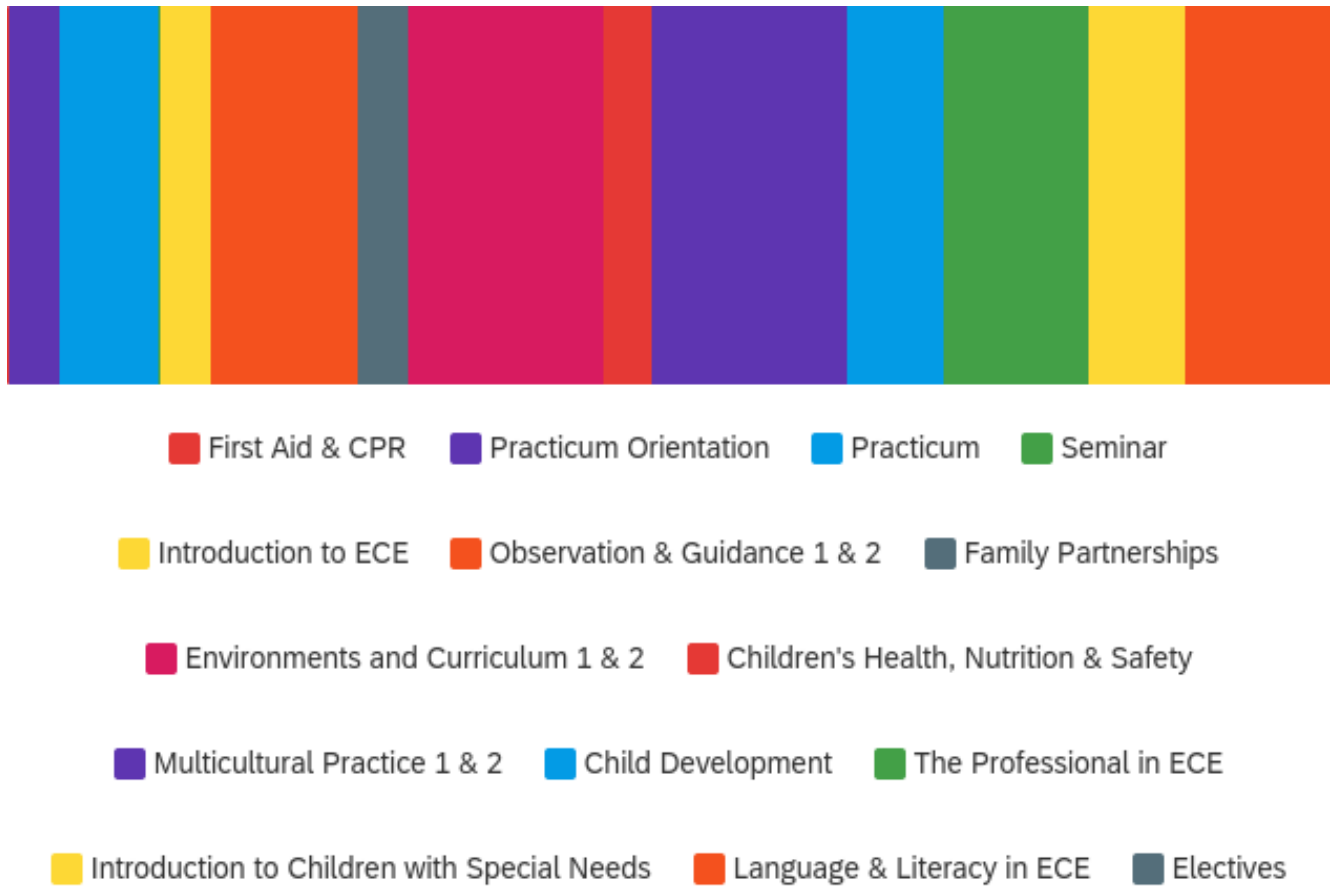 First Aid & CPR Practicum Orientation Practicum Seminar
Introduction to ECE Observation & Guidance 1 & 2 Family Partnerships
Environments and Curriculum 1 & 2 Children's Health, Nutrition & Safety
Multicultural Practice 1 & 2 Child Development The Professional in ECE
Introduction to Children with Special Needs Language & Literacy in ECE Electives